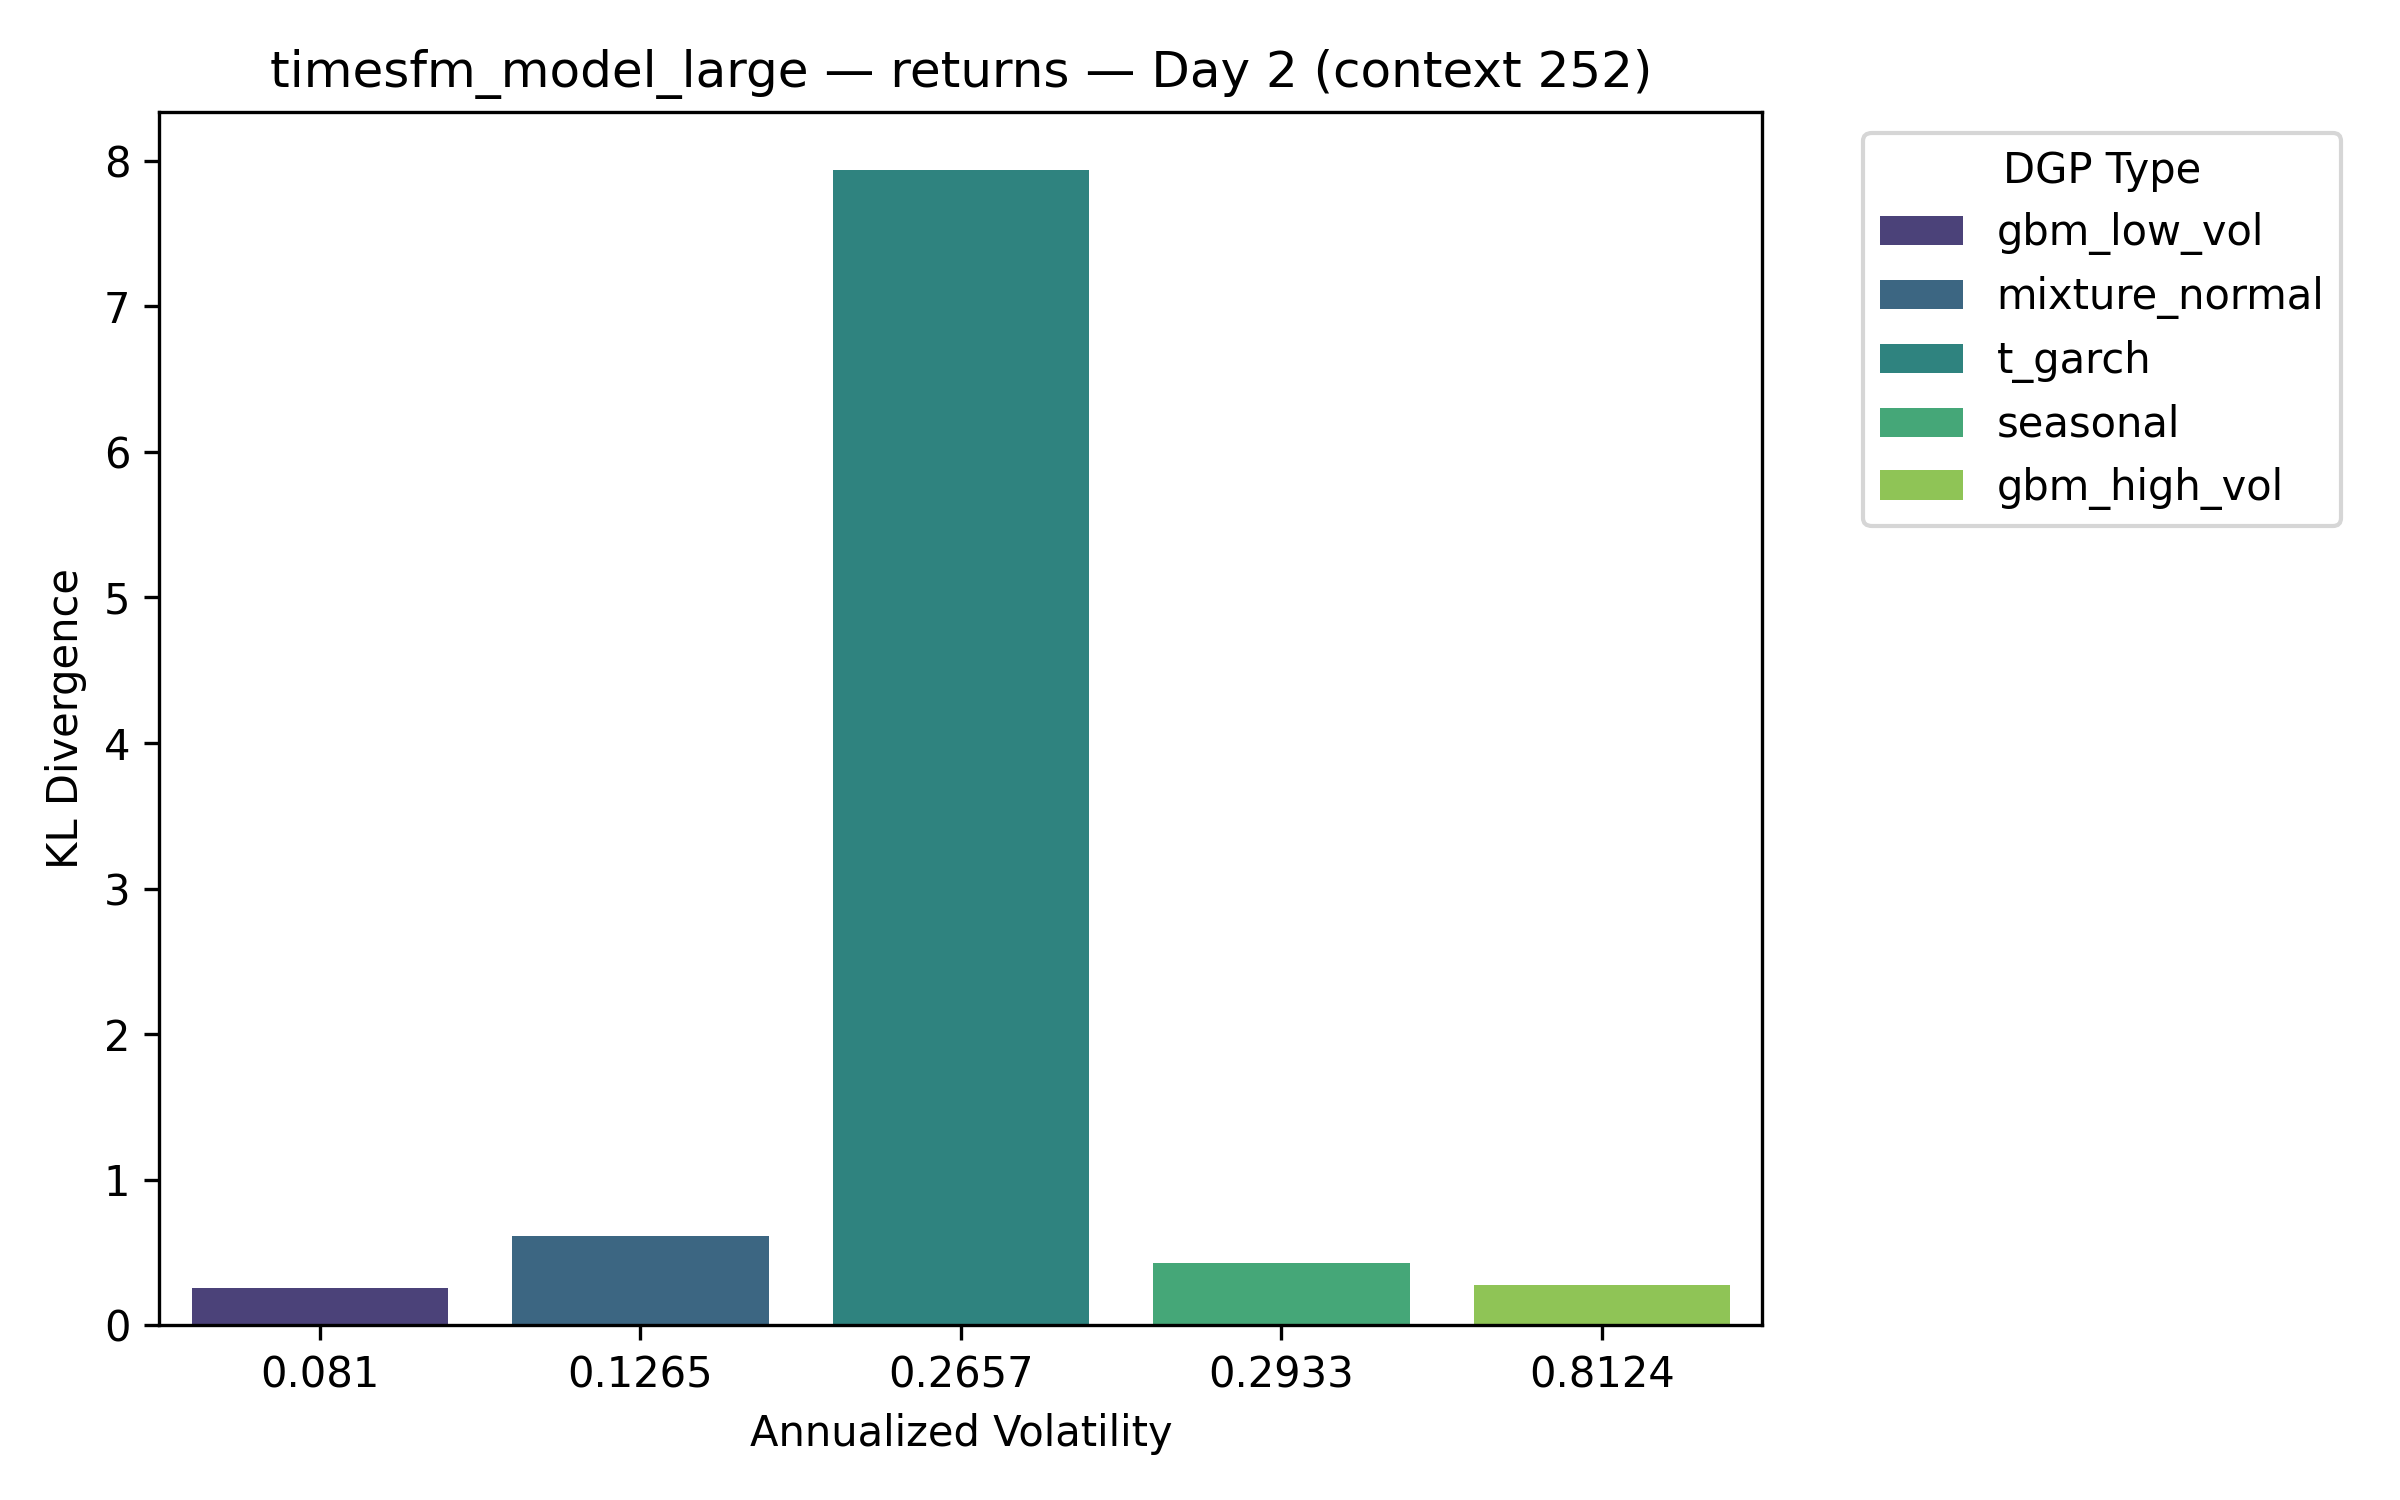 timesfm_model_large — returns — Day 2 (context 252)
8
7
6
5
4
3
2
1
0
KL Divergence
0.081 0.1265 0.2657 0.2933 0.8124
Annualized Volatility
DGP Type
gbm_low_vol
mixture_normal
t_garch
seasonal
gbm_high_vol